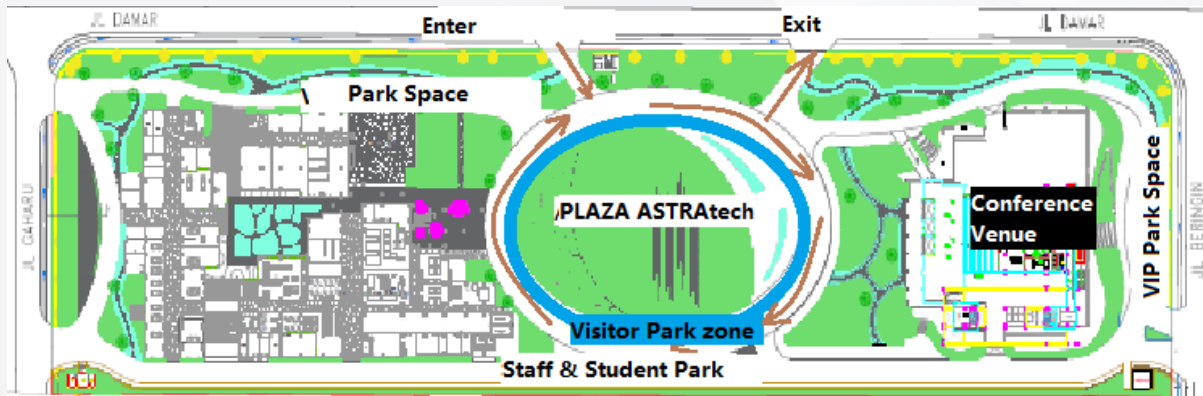 JL DAMAR
Enter
Exit
JL DAMAR
Park Space
/PLAZA ASTRAtech
Conference
Venue
VIP Park Space
JL GAHARU
JL BERINGIN
Visitor Park zone
Staff & Student Park